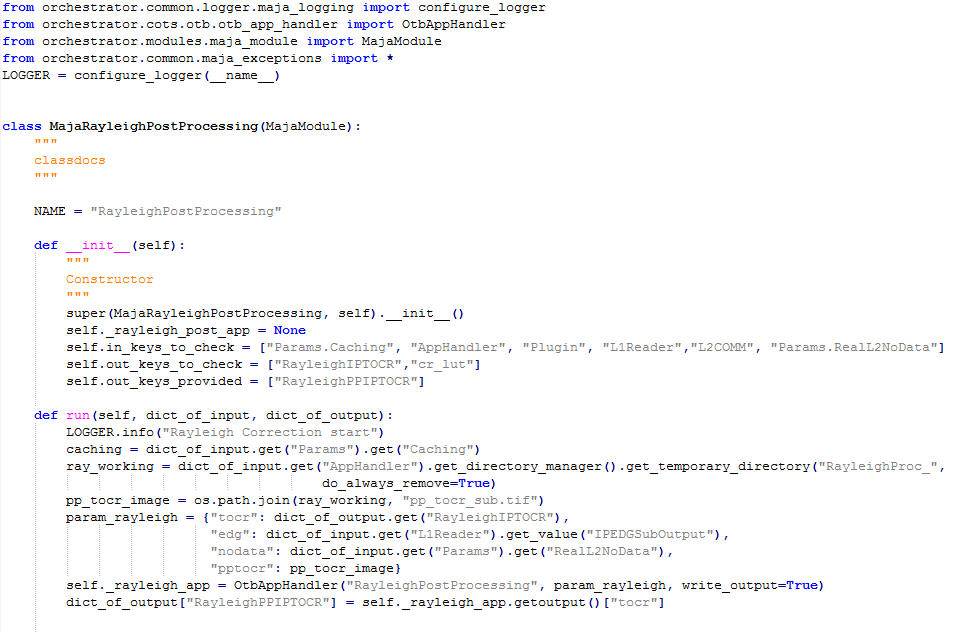 from orchestrator.common.logger.maja_logging import configure_logger
from orchestrator.cots.otb.otb_app_handler import OtbAppHandler
from orchestrator.modules.maja_module import MajaModule
from orchestrator.common.maja_exceptions import *
LOGGER = configure_logger(__name__)
class MajaRayleighPostProcessing(MajaModule):
    """
    classdocs
    """
    NAME = "RayleighPostProcessing"
    def __init__(self):
        """
        Constructor
        """
        super(MajaRayleighPostProcessing, self).__init__()
        self._rayleigh_post_app = None
        self.in_keys_to_check = ["Params.Caching", "AppHandler", "Plugin", "L1Reader","L2COMM", "Params.RealL2NoData"]
        self.out_keys_to_check = ["RayleighIPTOCR","cr_lut"]
        self.out_keys_provided = ["RayleighPPIPTOCR"]
    def run(self, dict_of_input, dict_of_output):
        LOGGER.info("Rayleigh Correction start")
        caching = dict_of_input.get("Params").get("Caching")
        ray_working = dict_of_input.get("AppHandler").get_directory_manager().get_temporary_directory("RayleighProc_",
                                        do_always_remove=True)
        pp_tocr_image = os.path.join(ray_working, "pp_tocr_sub.tif")
        param_rayleigh = {"tocr": dict_of_output.get("RayleighIPTOCR"),
                          "edg": dict_of_input.get("L1Reader").get_value("IPEDGSubOutput"),
                          "nodata": dict_of_input.get("Params").get("RealL2NoData"),
                          "pptocr": pp_tocr_image}
        self._rayleigh_app = OtbAppHandler("RayleighPostProcessing", param_rayleigh, write_output=True)
        dict_of_output["RayleighPPIPTOCR"] = self._rayleigh_app.getoutput()["tocr"]